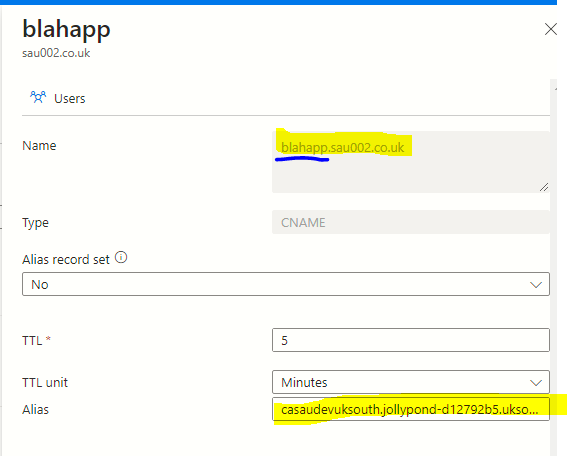 blahapp
sau002.co.uk
Users
Name
blahapp.sau002.co.uk
Type
CNAME
Alias record set
No
TTL *
5
TTL unit
Minutes
Alias
casaudevuksouth.jollypond-d12792b5.ukso...